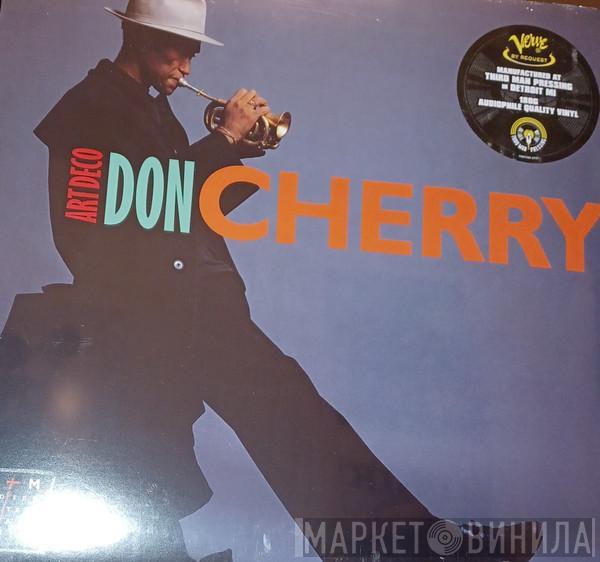 Verve
BY REQUEST
MANUFACTURED AT
THIRD MAN PRESSING
IN DETROIT MI
180G
AUDIOPHILE QUALITY VINYL
ART DECO
DON CHERRY
МАРКЕТ ВИНИЛА